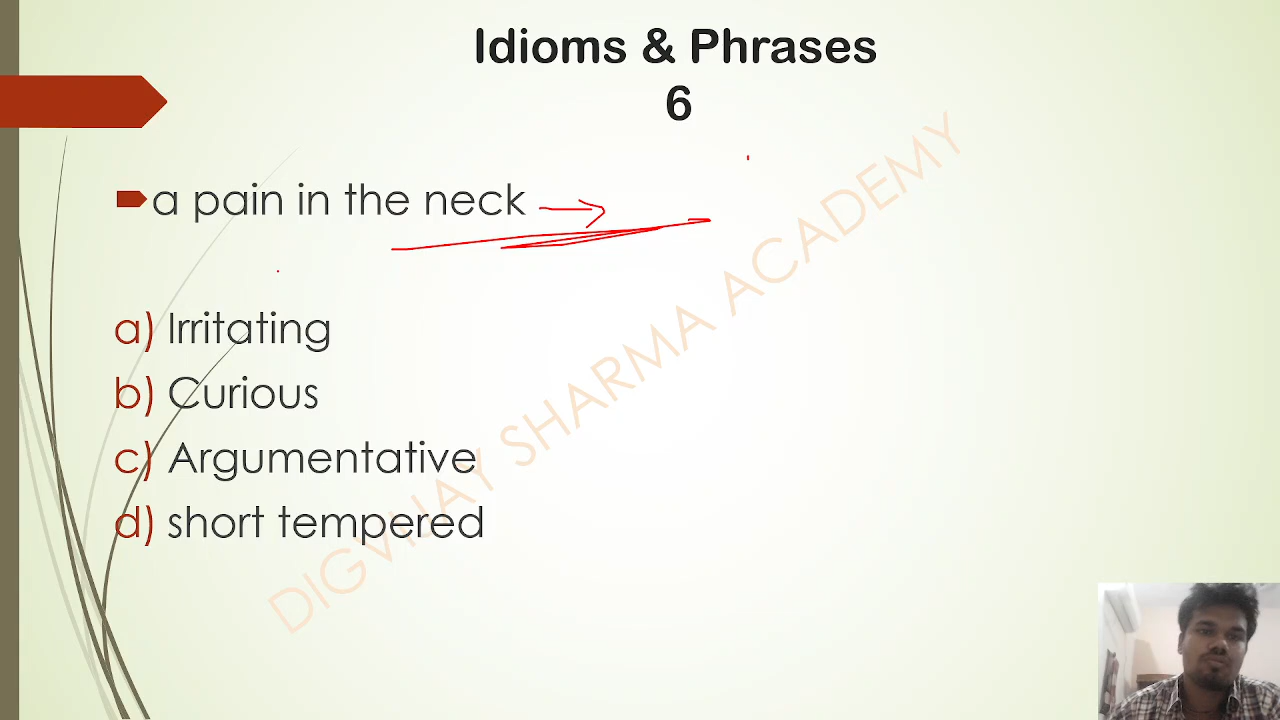 Idioms & Phrases
6
a pain in the neck
a) Irritating
b) Curious
c) Argumentative
d) short tempered
DIGVIJAY SHARMA ACADEMY